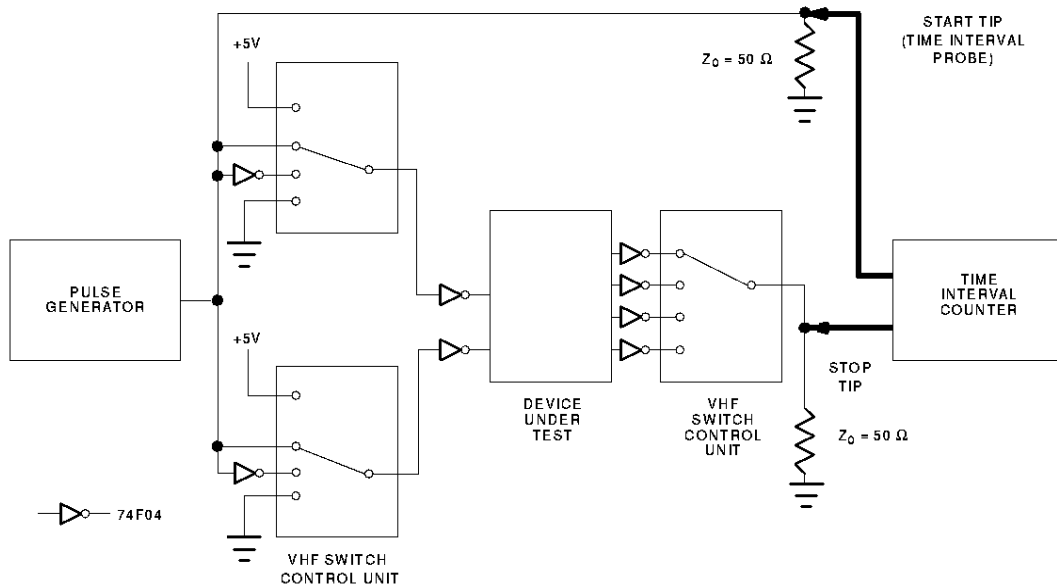 START TIP
(TIME INTERVAL
PROBE)
Z₀ = 50 Ω
+5V
PULSE
GENERATOR
TIME
INTERVAL
COUNTER
+5V
STOP
TIP
DEVICE
UNDER
TEST
VHF
SWITCH
CONTROL
UNIT
Z₀ = 50 Ω
74F04
VHF SWITCH
CONTROL UNIT